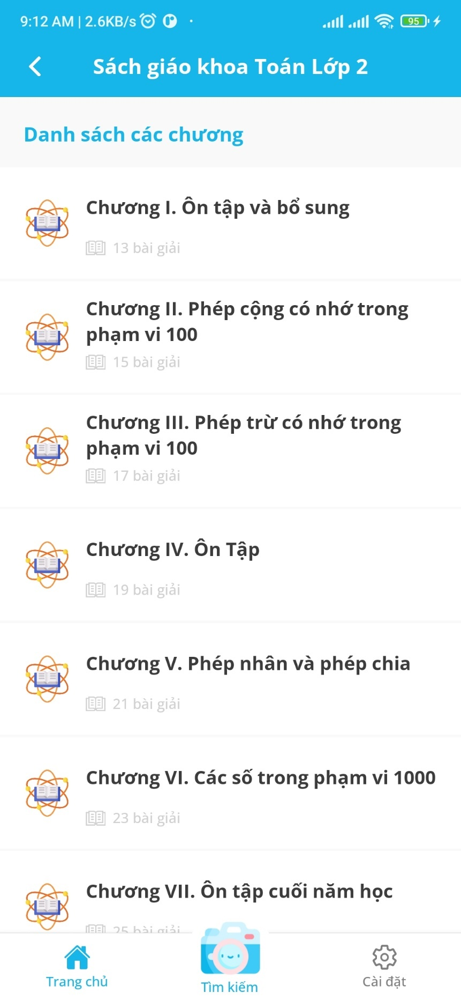 9:12 AM | 2.6KB/s
95
Sách giáo khoa Toán Lớp 2
Danh sách các chương
Chương I. Ôn tập và bổ sung
13 bài giải
Chương II. Phép cộng có nhớ trong
phạm vi 100
15 bài giải
Chương III. Phép trừ có nhớ trong
phạm vi 100
17 bài giải
Chương IV. Ôn Tập
19 bài giải
Chương V. Phép nhân và phép chia
21 bài giải
Chương VI. Các số trong phạm vi 1000
23 bài giải
Chương VII. Ôn tập cuối năm học
25 bài giải
Trang chủ
Tìm kiếm
Cài đặt